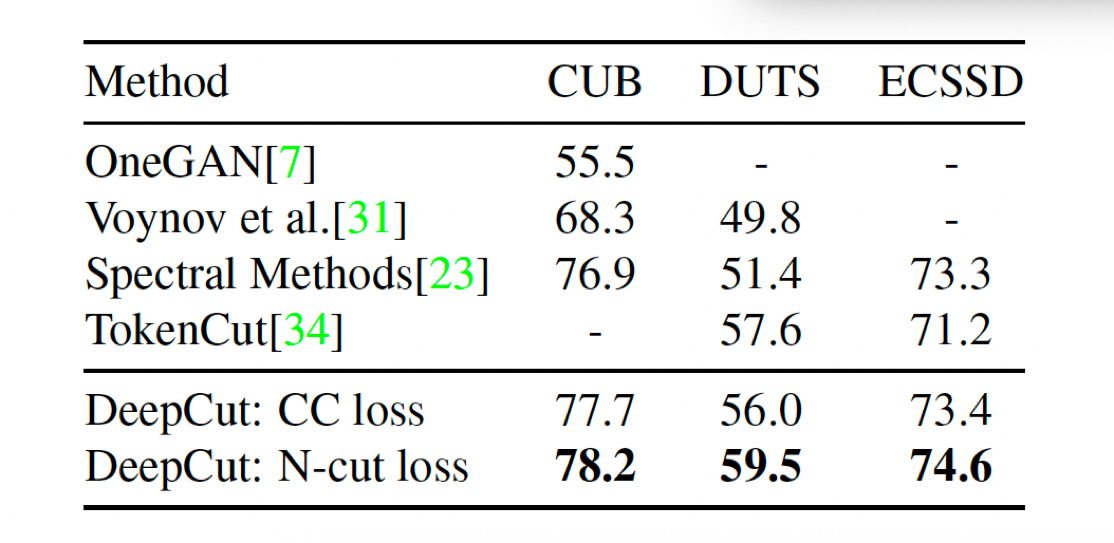 Method CUB DUTS ECSSD
OneGAN[7] 55.5 - -
Voynov et al.[31] 68.3 49.8 -
Spectral Methods[23] 76.9 51.4 73.3
TokenCut[34] - 57.6 71.2
DeepCut: CC loss 77.7 56.0 73.4
DeepCut: N-cut loss 78.2 59.5 74.6